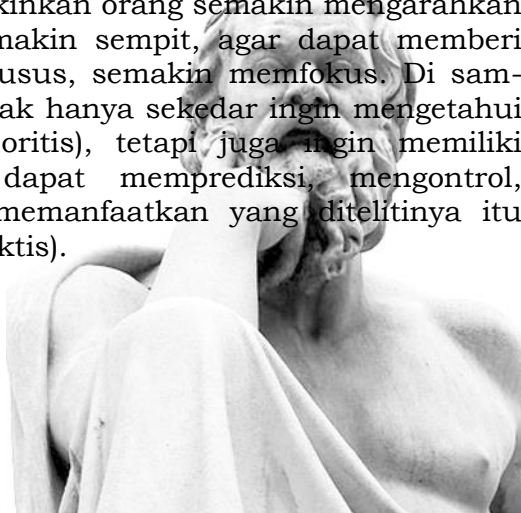 kinkan orang semakin mengarahkan
makin sempit, agar dapat memberi
usus, semakin memfokus. Di sam-
ak hanya sekedar ingin mengetahui
oritis), tetapi juga ingin memiliki
dapat memprediksi, mengontrol,
memanfaatkan yang ditelitinya itu
ktis).